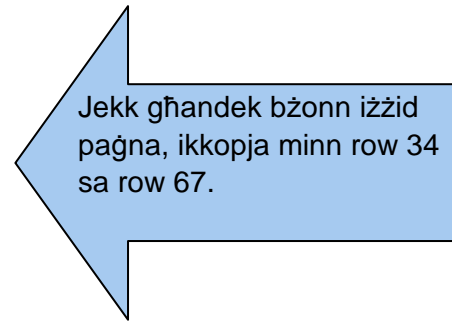 Jekk għandek bżonn iżżid
paġna, ikkopja minn row 34
sa row 67.